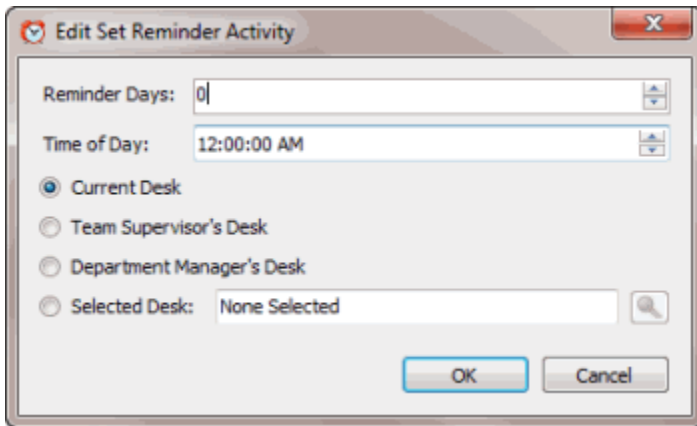 Edit Set Reminder Activity
Reminder Days: 0
Time of Day: 12:00:00 AM
Current Desk
Team Supervisor's Desk
Department Manager's Desk
Selected Desk: None Selected
OK Cancel